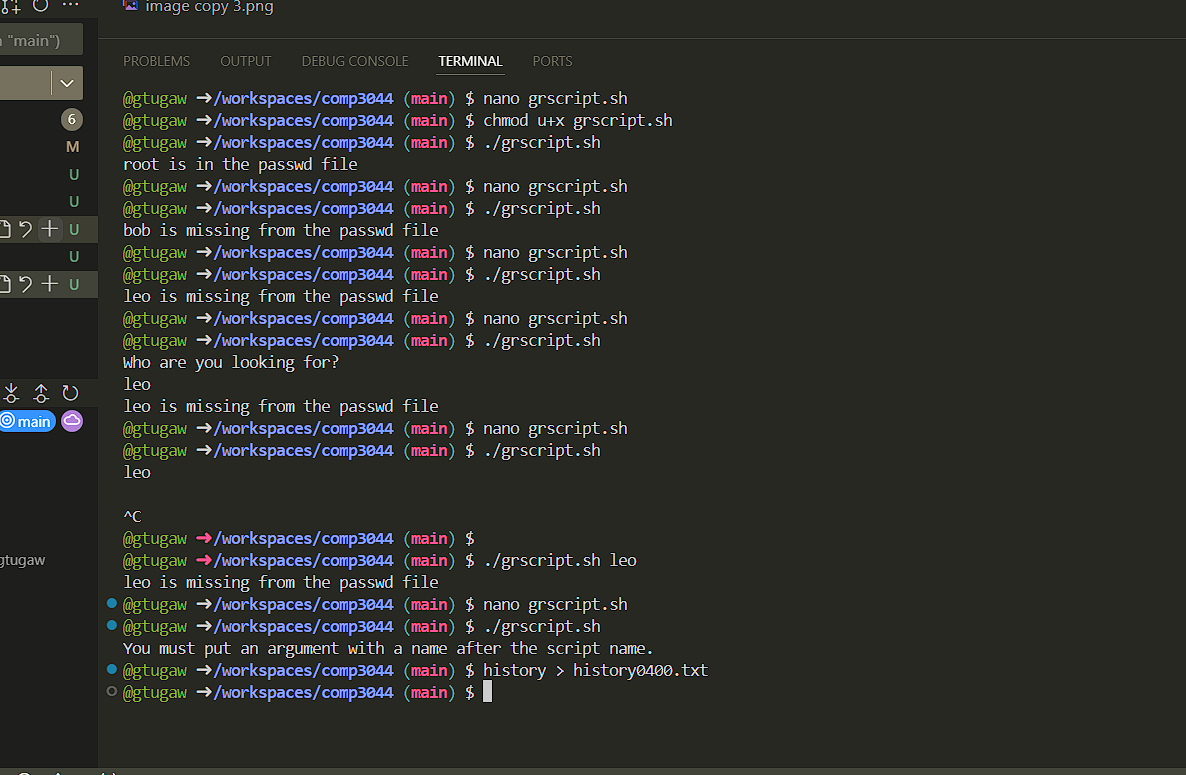 image copy 3.png
"main")
PROBLEMS OUTPUT DEBUG CONSOLE TERMINAL PORTS
6
M
U
U
U
U
U
main
gtugaw
@gtugaw ➜/workspaces/comp3044 (main) $ nano grscript.sh
@gtugaw ➜/workspaces/comp3044 (main) $ chmod u+x grscript.sh
@gtugaw ➜/workspaces/comp3044 (main) $ ./grscript.sh
root is in the passwd file
@gtugaw ➜/workspaces/comp3044 (main) $ nano grscript.sh
@gtugaw ➜/workspaces/comp3044 (main) $ ./grscript.sh
bob is missing from the passwd file
@gtugaw ➜/workspaces/comp3044 (main) $ nano grscript.sh
@gtugaw ➜/workspaces/comp3044 (main) $ ./grscript.sh
leo is missing from the passwd file
@gtugaw ➜/workspaces/comp3044 (main) $ nano grscript.sh
@gtugaw ➜/workspaces/comp3044 (main) $ ./grscript.sh
Who are you looking for?
leo
leo is missing from the passwd file
@gtugaw ➜/workspaces/comp3044 (main) $ nano grscript.sh
@gtugaw ➜/workspaces/comp3044 (main) $ ./grscript.sh
leo
^C
@gtugaw ➜/workspaces/comp3044 (main) $
@gtugaw ➜/workspaces/comp3044 (main) $ ./grscript.sh leo
leo is missing from the passwd file
@gtugaw ➜/workspaces/comp3044 (main) $ nano grscript.sh
@gtugaw ➜/workspaces/comp3044 (main) $ ./grscript.sh
You must put an argument with a name after the script name.
@gtugaw ➜/workspaces/comp3044 (main) $ history > history0400.txt
@gtugaw ➜/workspaces/comp3044 (main) $